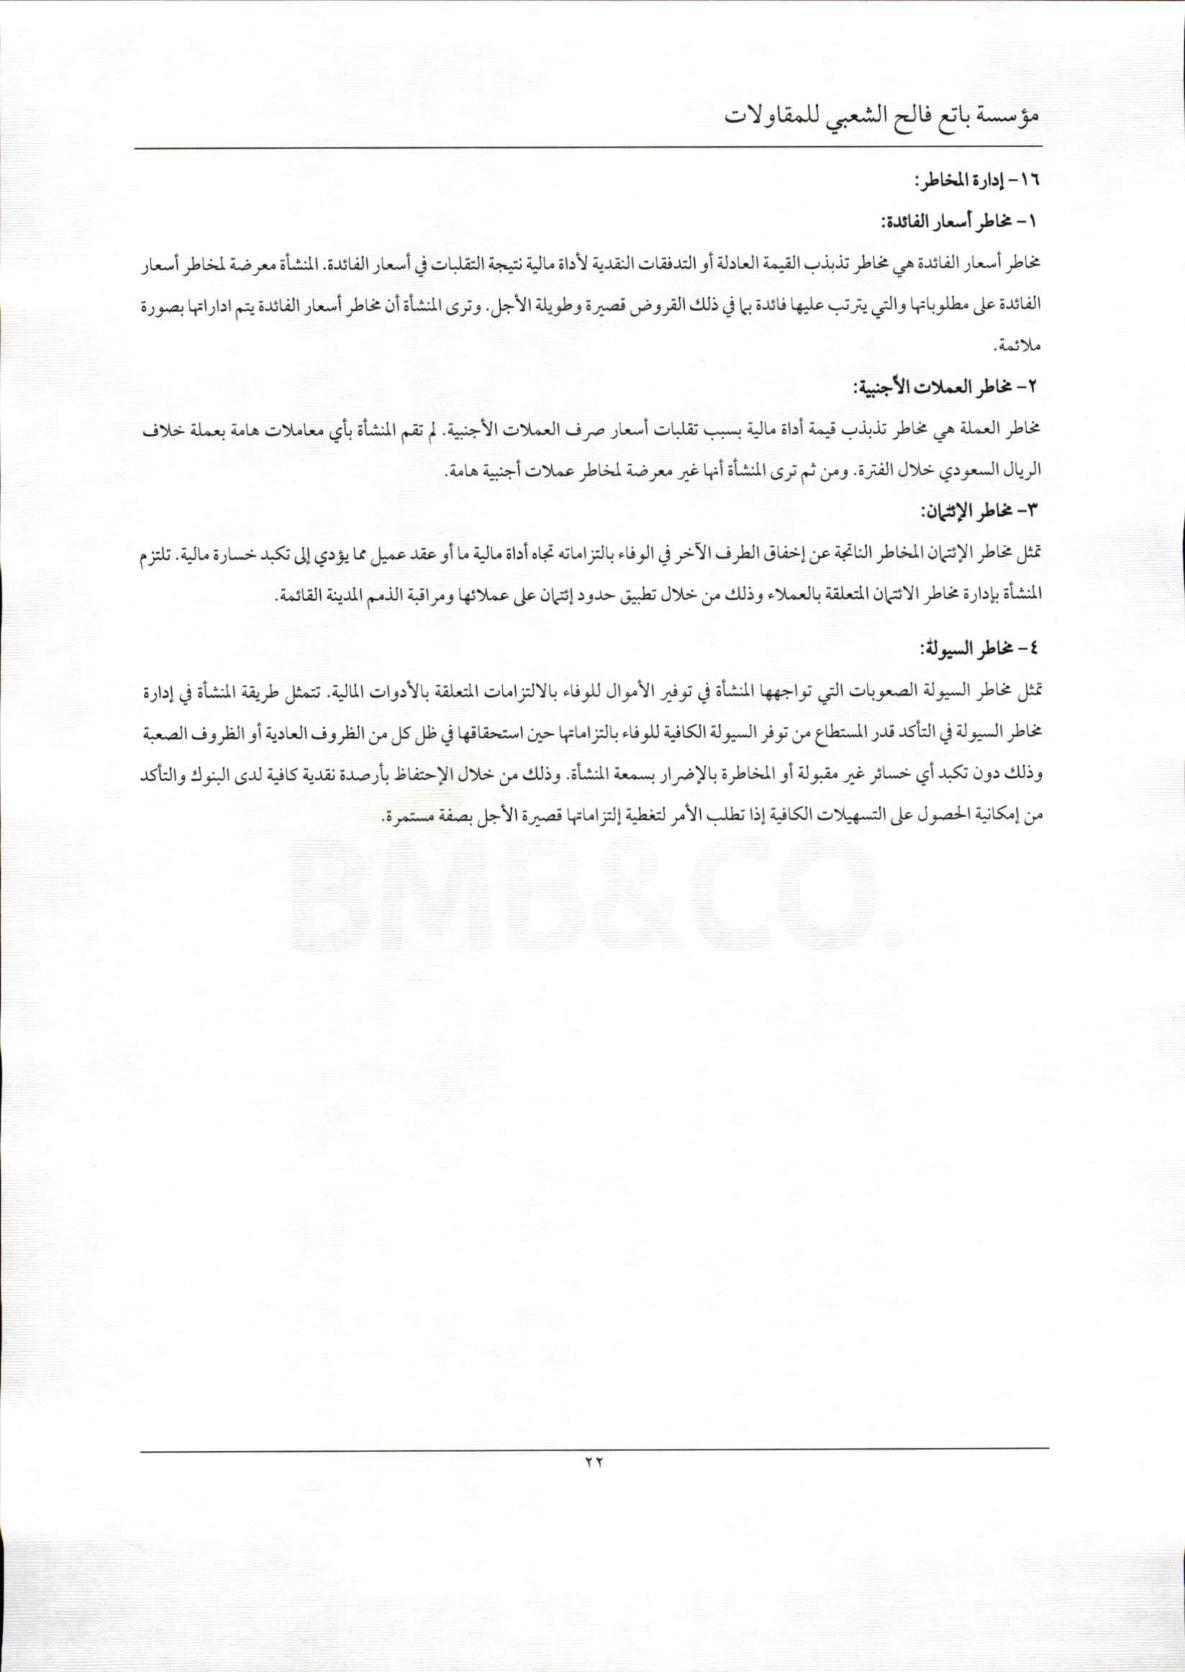 مؤسسة باتع فالح الشعبي للمقاولات
١٦- إدارة المخاطر:
١- مخاطر أسعار الفائدة:
مخاطر أسعار الفائدة هي مخاطر تذبذب القيمة العادلة أو التدفقات النقدية لأداة مالية نتيجة التقلبات في أسعار الفائدة. المنشأة معرضة لمخاطر أسعار
الفائدة على مطلوباتها والتي يترتب عليها فائدة بما في ذلك القروض قصيرة وطويلة الأجل. وترى المنشأة أن مخاطر أسعار الفائدة يتم اداراتها بصورة
ملائمة.
٢- مخاطر العملات الأجنبية:
مخاطر العملة هي مخاطر تذبذب قيمة أداة مالية بسبب تقلبات أسعار صرف العملات الأجنبية. لم تقم المنشأة بأي معاملات هامة بعملة خلاف
الريال السعودي خلال الفترة. ومن ثم ترى المنشأة أنها غير معرضة لمخاطر عملات أجنبية هامة.
٣- مخاطر الإئتمان:
تمثل مخاطر الإئتمان المخاطر الناتجة عن إخفاق الطرف الآخر في الوفاء بالتزاماته تجاه أداة مالية ما أو عقد عميل مما يؤدي إلى تكبد خسارة مالية. تلتزم
المنشأة بإدارة مخاطر الائتمان المتعلقة بالعملاء وذلك من خلال تطبيق حدود إئتمان على عملائها ومراقبة الذمم المدينة القائمة.
٤- مخاطر السيولة:
تمثل مخاطر السيولة الصعوبات التي تواجهها المنشأة في توفير الأموال للوفاء بالالتزامات المتعلقة بالأدوات المالية. تتمثل طريقة المنشأة في إدارة
مخاطر السيولة في التأكد قدر المستطاع من توفر السيولة الكافية للوفاء بالتزاماتها حين استحقاقها في ظل كل من الظروف العادية أو الظروف الصعبة
وذلك دون تكبد أي خسائر غير مقبولة أو المخاطرة بالإضرار بسمعة المنشأة. وذلك من خلال الإحتفاظ بأرصدة نقدية كافية لدى البنوك والتأكد
من إمكانية الحصول على التسهيلات الكافية إذا تطلب الأمر لتغطية إلتزاماتها قصيرة الأجل بصفة مستمرة.
BMB&CO.
٢٢